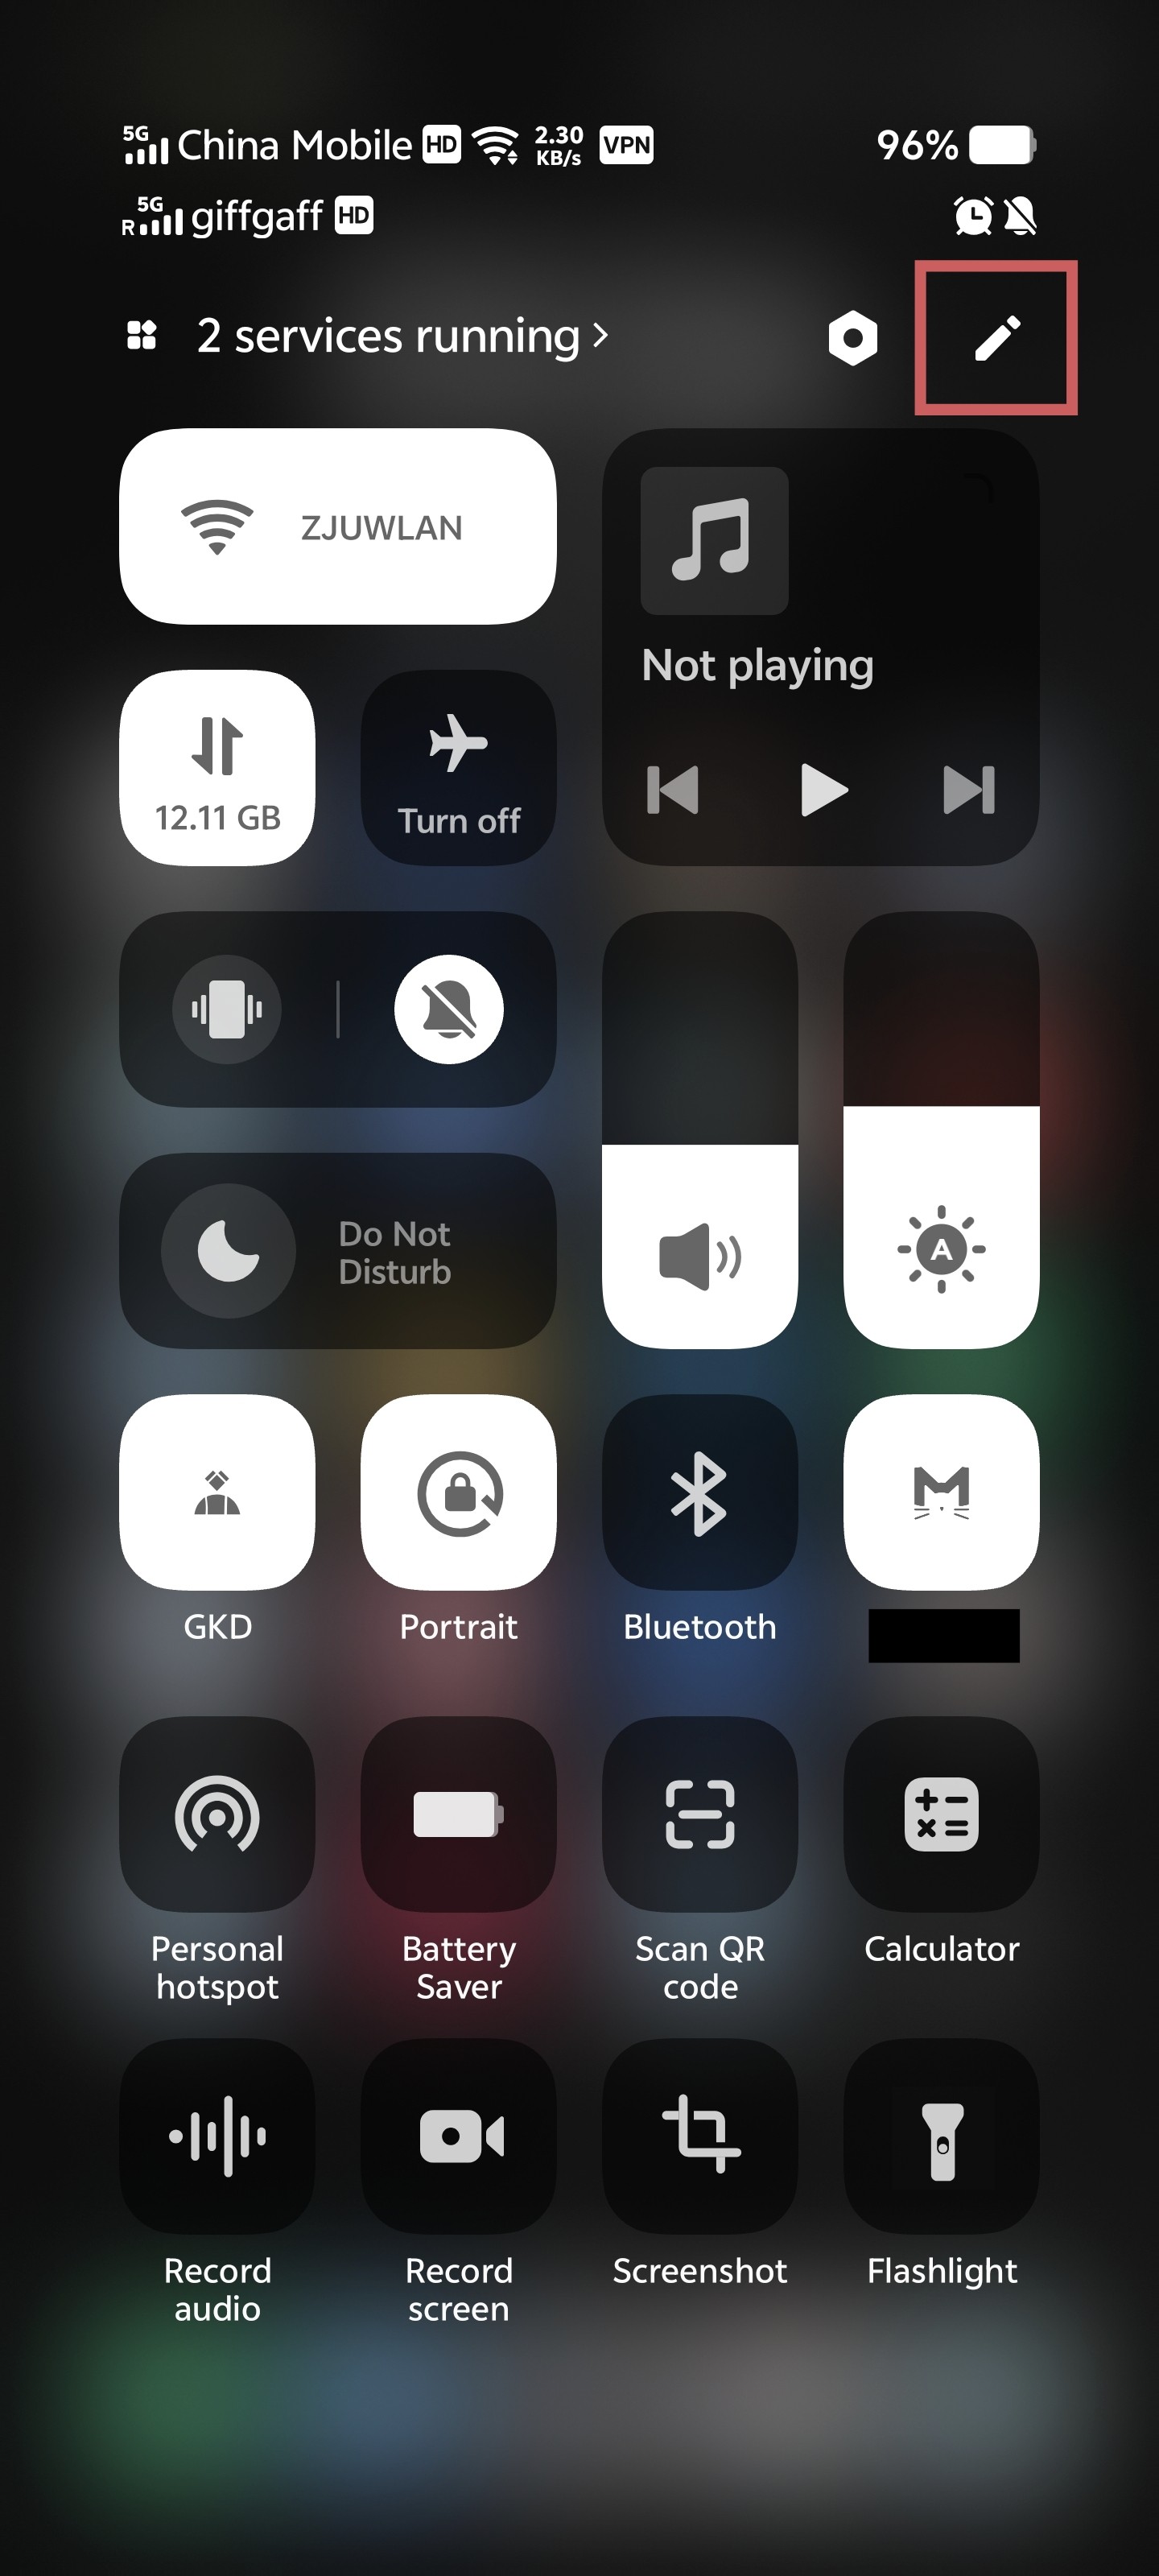 5G China Mobile HD 2.30 KB/s VPN 96%
R 5G giffgaff HD
2 services running >
ZJUWLAN
Not playing
12.11 GB
Turn off
Do Not
Disturb
A
GKD
Portrait
Bluetooth
Personal
hotspot
Battery
Saver
Scan QR
code
Calculator
Record
audio
Record
screen
Screenshot
Flashlight